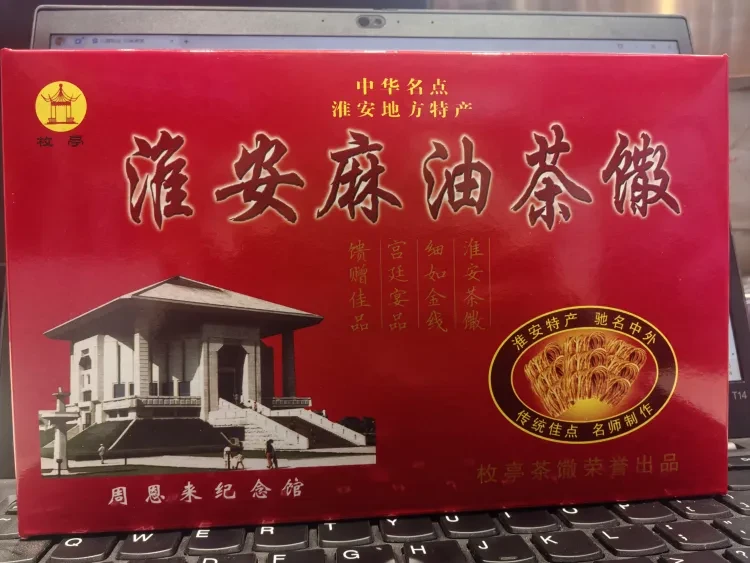 中华名点
淮安地方特产
枚亭
淮安麻油茶馓
淮安茶馓
细如金线
宫廷宴品
馈赠佳品
淮安特产 驰名中外
传统佳点 名师制作
枚亭茶馓荣誉出品
周恩来纪念馆
T14
Q W E R T Y U I O P
D F G H J K L